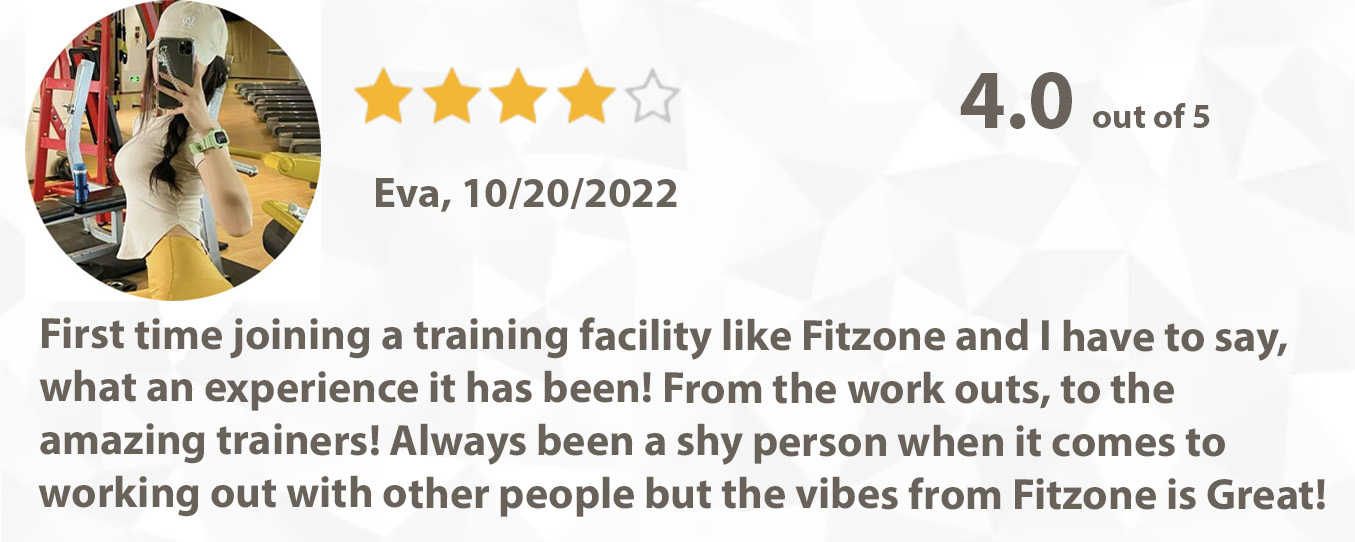 4.0 out of 5
Eva, 10/20/2022
First time joining a training facility like Fitzone and I have to say,
what an experience it has been! From the work outs, to the
amazing trainers! Always been a shy person when it comes to
working out with other people but the vibes from Fitzone is Great!